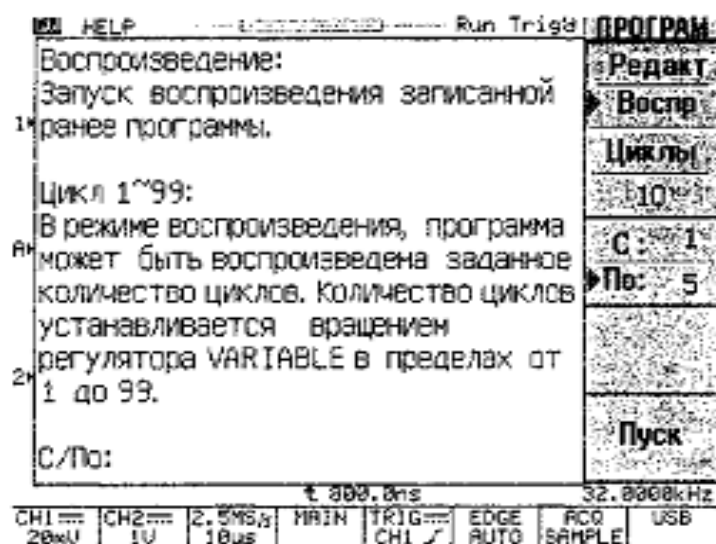 HELP Run Trig'd ПРОГРАМ
Воспроизведение:
Запуск воспроизведения записанной
ранее программы.
Цикл 1~99:
В режиме воспроизведения, программа
может быть воспроизведена заданное
количество циклов. Количество циклов
устанавливается вращением
регулятора VARIABLE в пределах от
1 до 99.
С/По:
1
A
2
Редакт
Воспр
Циклы
10
С: 1
По: 5
Пуск
t 000.0ns 32.0000kHz
CH1 CH2 2.5MS/s MAIN TRIG EDGE ACQ USB
20mV 1V 10us CH1 AUTO SAMPLE